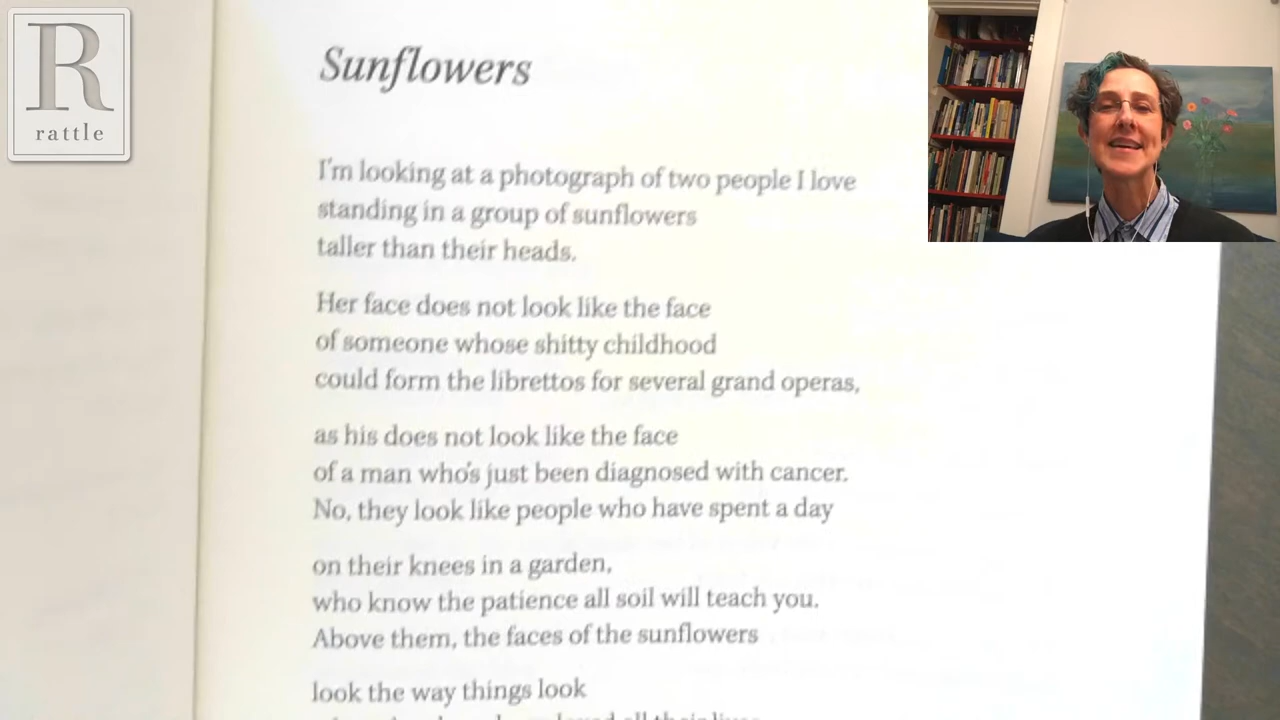 R
rattle
Sunflowers
I'm looking at a photograph of two people I love
standing in a group of sunflowers
taller than their heads.
Her face does not look like the face
of someone whose shitty childhood
could form the librettos for several grand operas,
as his does not look like the face
of a man who's just been diagnosed with cancer.
No, they look like people who have spent a day
on their knees in a garden,
who know the patience all soil will teach you.
Above them, the faces of the sunflowers
look the way things look